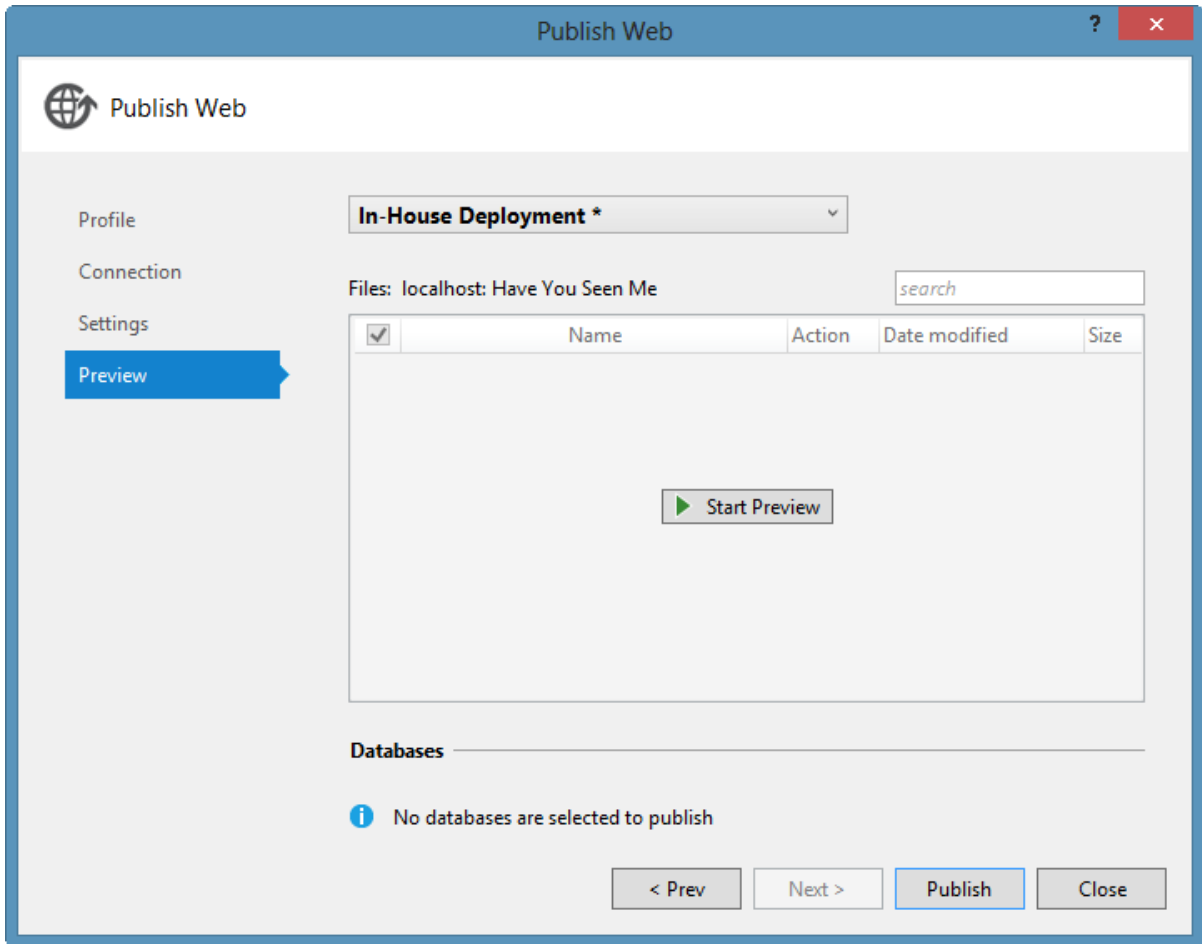 Publish Web
?
Publish Web
Profile
Connection
Settings
Preview
In-House Deployment *
Files: localhost: Have You Seen Me
search
Name Action Date modified Size
Start Preview
Databases
No databases are selected to publish
< Prev Next > Publish Close